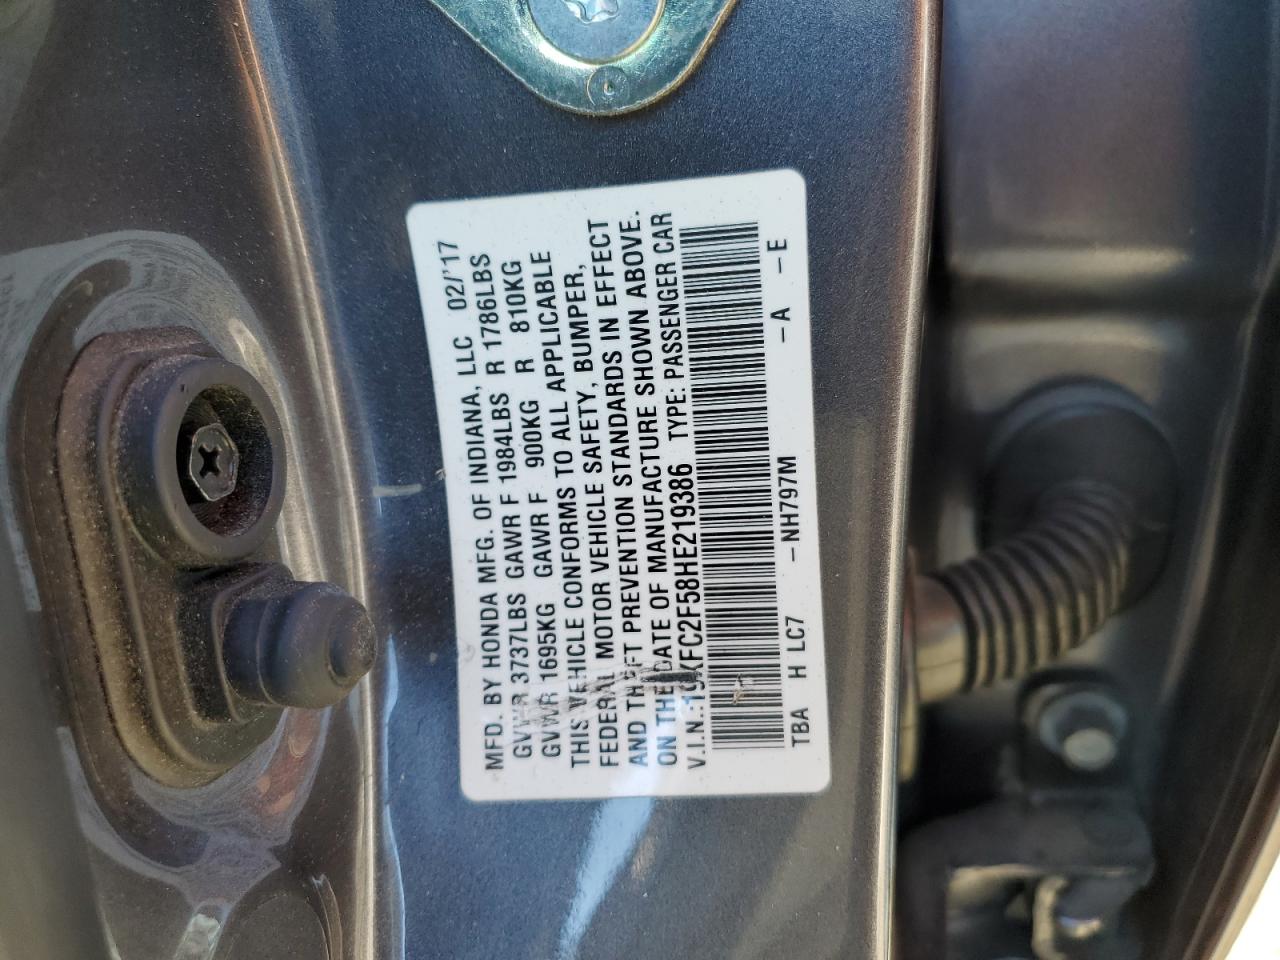 MFD. BY HONDA MFG. OF INDIANA, LLC 02/'17
GVWR 3737LBS GAWR F 1984LBS R 1786LBS
GVWR 1695KG GAWR F 900KG R 810KG
THIS VEHICLE CONFORMS TO ALL APPLICABLE
FEDERAL MOTOR VEHICLE SAFETY, BUMPER,
AND THEFT PREVENTION STANDARDS IN EFFECT
ON THE DATE OF MANUFACTURE SHOWN ABOVE.
V.I.N.:19XFC2F58HE219386 TYPE: PASSENGER CAR
TBA H LC7 -NH797M -A -E